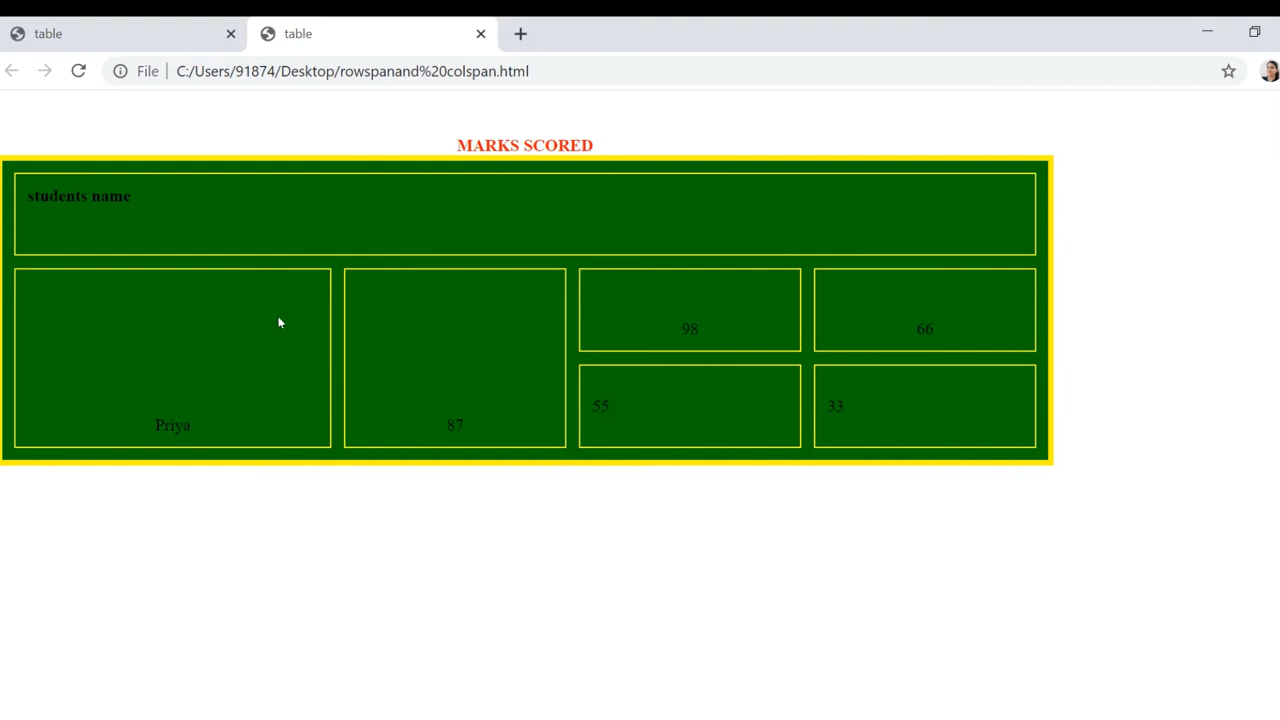 table
table
File
C:/Users/91874/Desktop/rowspanand%20colspan.html
MARKS SCORED
students name
98 66
55 33
Priya 87